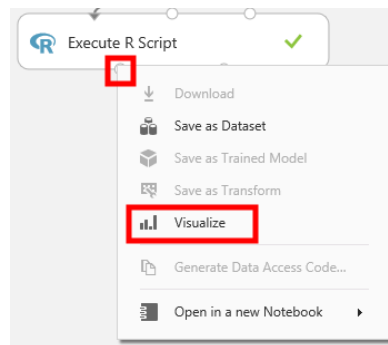 Execute R Script
Download
Save as Dataset
Save as Trained Model
Save as Transform
Visualize
Generate Data Access Code...
Open in a new Notebook